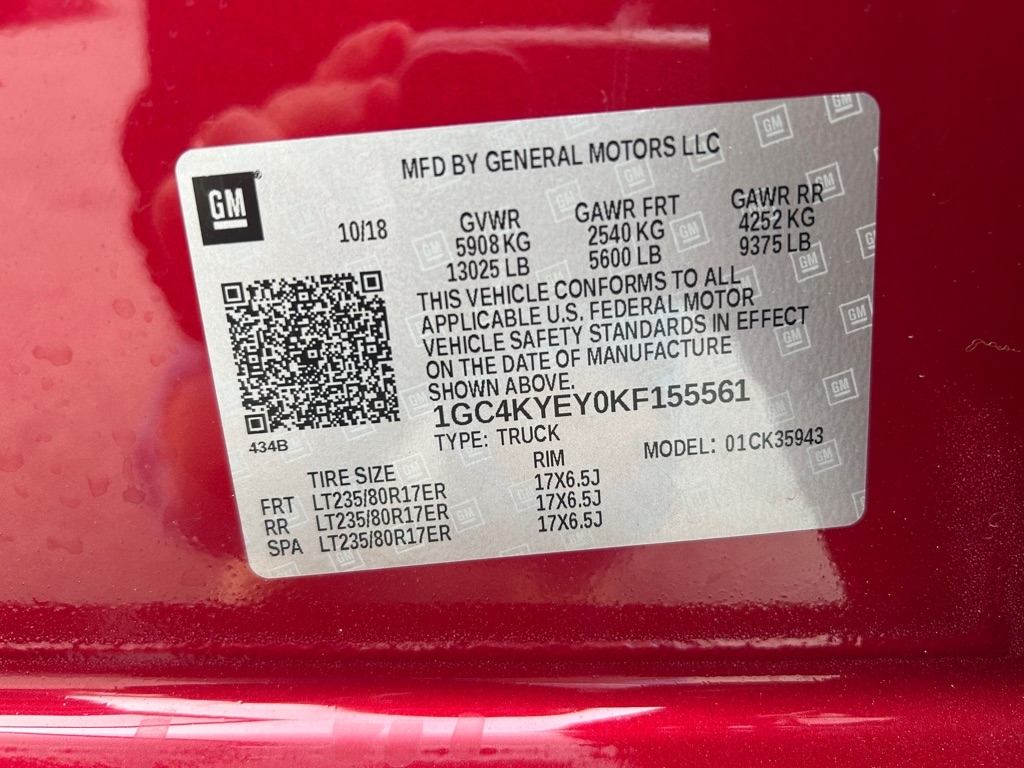 MFD BY GENERAL MOTORS LLC
GM
10/18
GVWR
5908 KG
13025 LB
GAWR FRT
2540 KG
5600 LB
GAWR RR
4252 KG
9375 LB
THIS VEHICLE CONFORMS TO ALL
APPLICABLE U.S. FEDERAL MOTOR
VEHICLE SAFETY STANDARDS IN EFFECT
ON THE DATE OF MANUFACTURE
SHOWN ABOVE.
1GC4KYEY0KF155561
TYPE: TRUCK
MODEL: 01CK35943
434B
TIRE SIZE RIM
FRT LT235/80R17ER 17X6.5J
RR LT235/80R17ER 17X6.5J
SPA LT235/80R17ER 17X6.5J